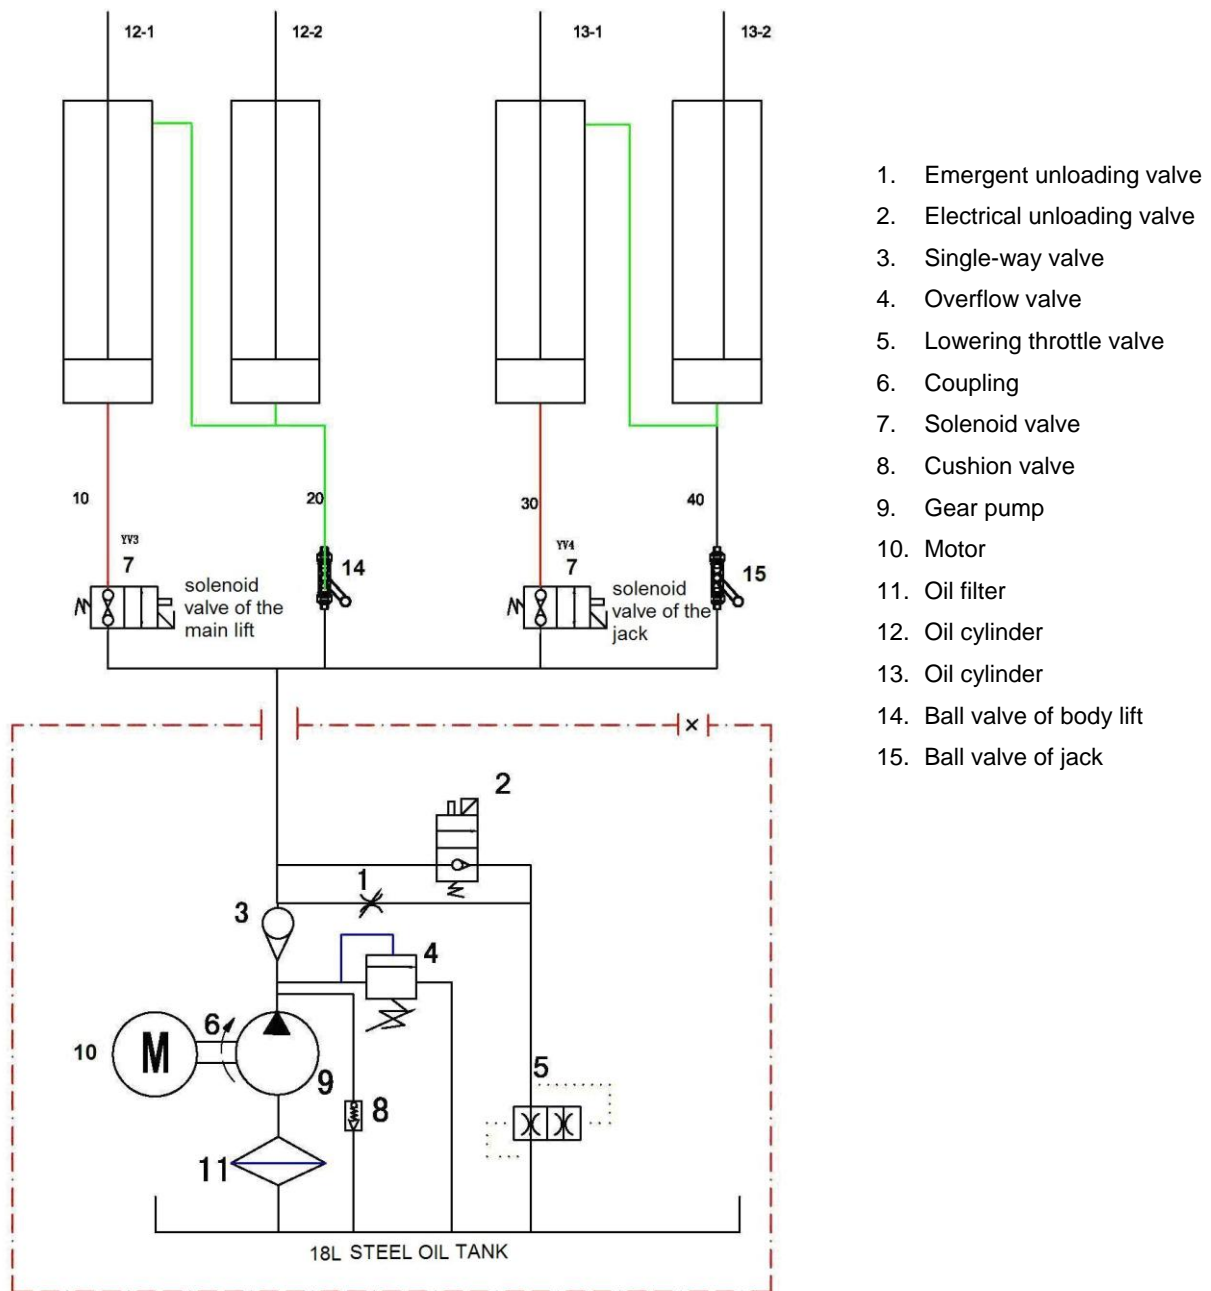 12-1
12-2
13-1
13-2
10
20
30
40
YV3
7
14
YV4
7
15
solenoid
valve of the
main lift
solenoid
valve of the
jack
×
2
1
3
4
6
10
M
9
5
8
11
18L STEEL OIL TANK
1. Emergent unloading valve
2. Electrical unloading valve
3. Single-way valve
4. Overflow valve
5. Lowering throttle valve
6. Coupling
7. Solenoid valve
8. Cushion valve
9. Gear pump
10. Motor
11. Oil filter
12. Oil cylinder
13. Oil cylinder
14. Ball valve of body lift
15. Ball valve of jack